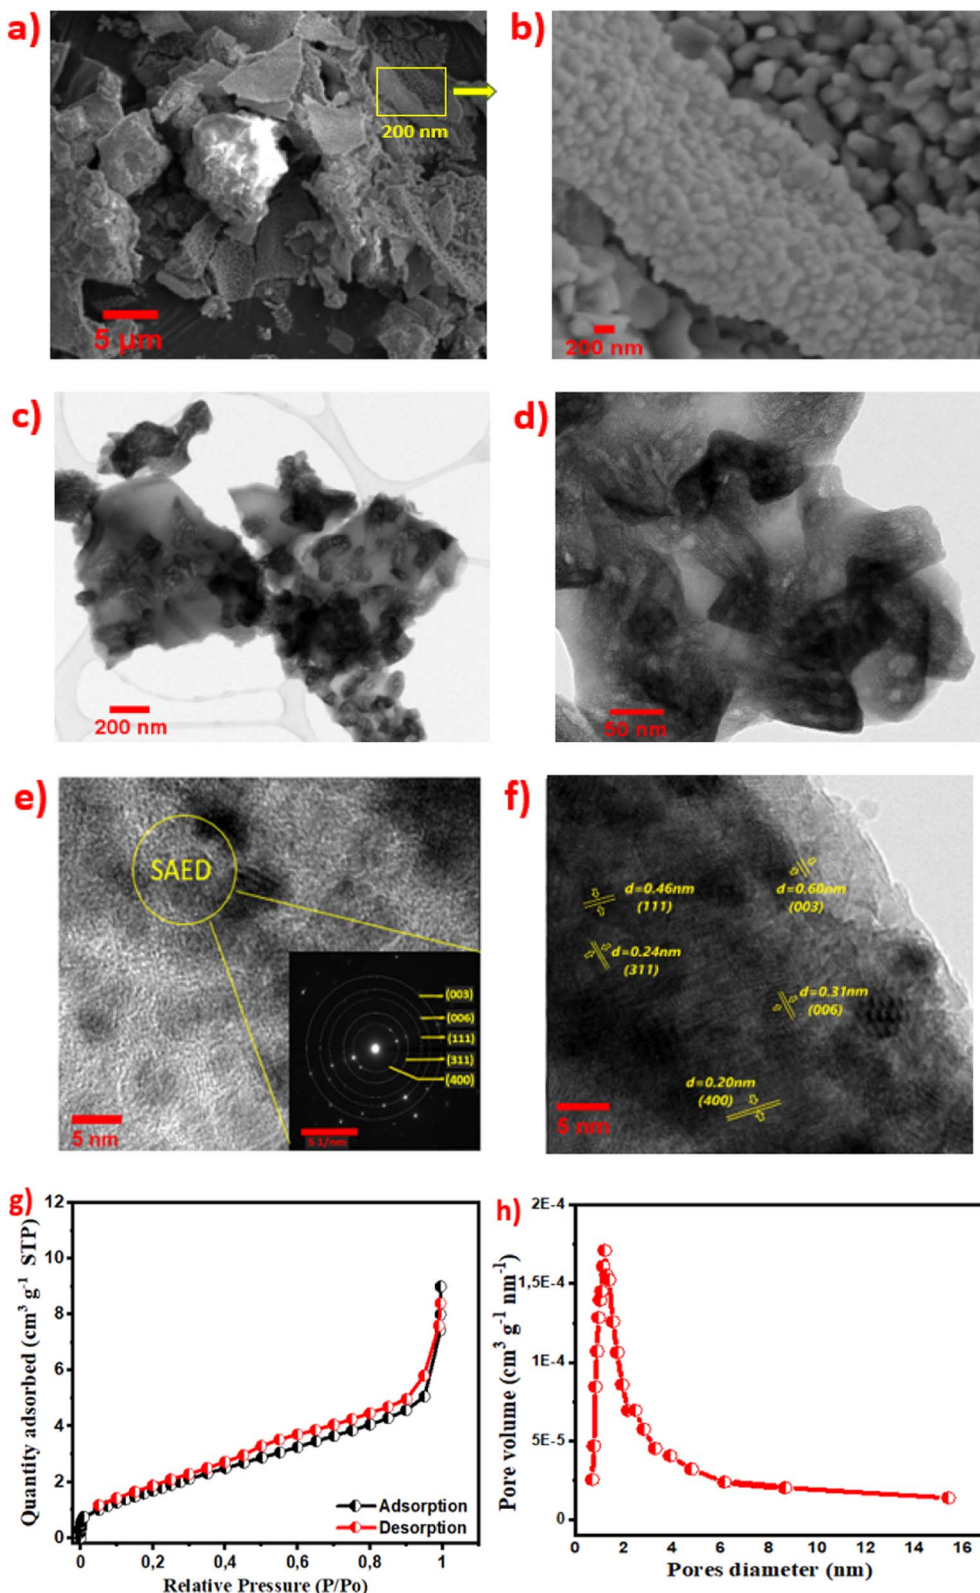 a)
b)
200 nm
5 µm
200 nm
c)
d)
200 nm
50 nm
e)
f)
SAED
(003)
(006)
(111)
(311)
(400)
5 1/nm
5 nm
d=0.46nm
(111)
d=0.60nm
(003)
d=0.24nm
(311)
d=0.31nm
(006)
d=0.20nm
(400)
5 nm
g)
Quantity adsorbed (cm³ g⁻¹ STP)
12
10
8
6
4
2
0
0
0,2
0,4
0,6
0,8
1
Adsorption
Desorption
Relative Pressure (P/Po)
h)
Pore volume (cm³ g⁻¹ nm⁻¹)
2E-4
1,5E-4
1E-4
5E-5
0
0
2
4
6
8
10
12
14
16
Pores diameter (nm)